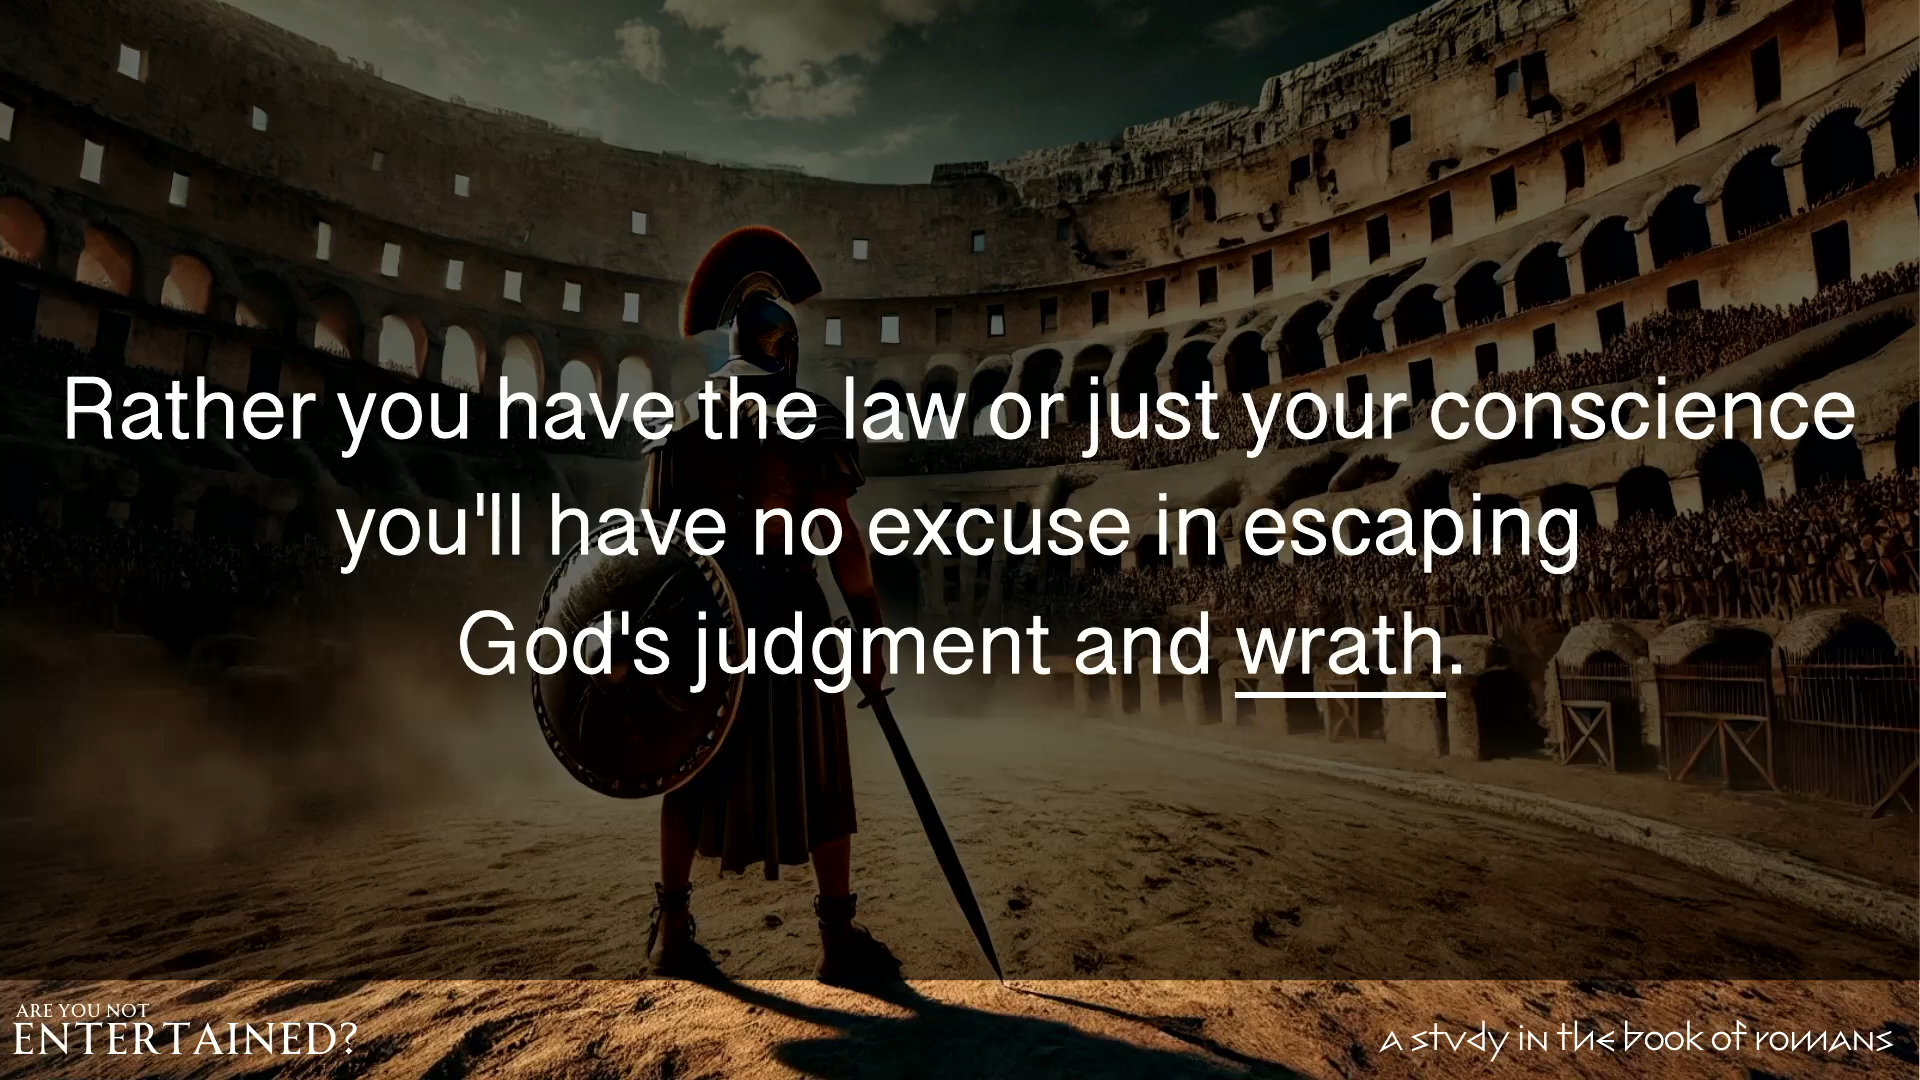 Rather you have the law or just your conscience
you'll have no excuse in escaping
God's judgment and wrath.
ARE YOU NOT
ENTERTAINED?
A study in the book of romans